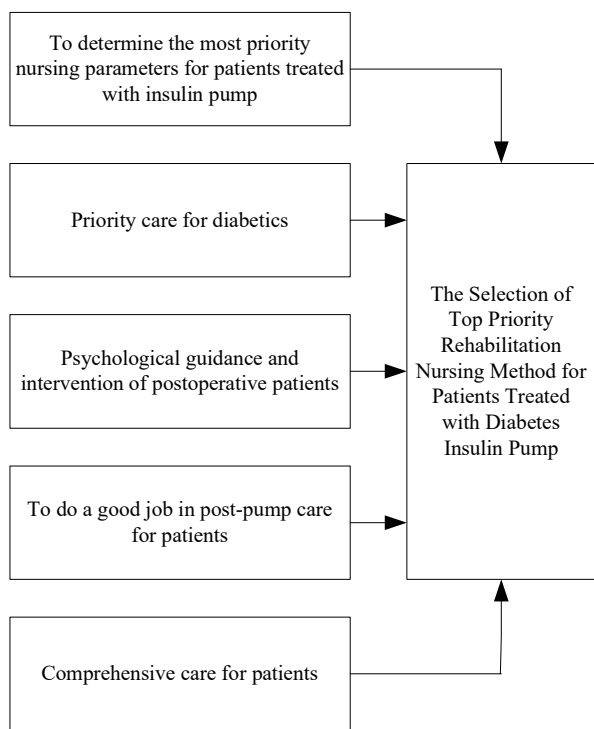 To determine the most priority
nursing parameters for patients treated
with insulin pump
Priority care for diabetics
Psychological guidance and
intervention of postoperative patients
To do a good job in post-pump care
for patients
Comprehensive care for patients
The Selection of
Top Priority
Rehabilitation
Nursing Method for
Patients Treated
with Diabetes
Insulin Pump